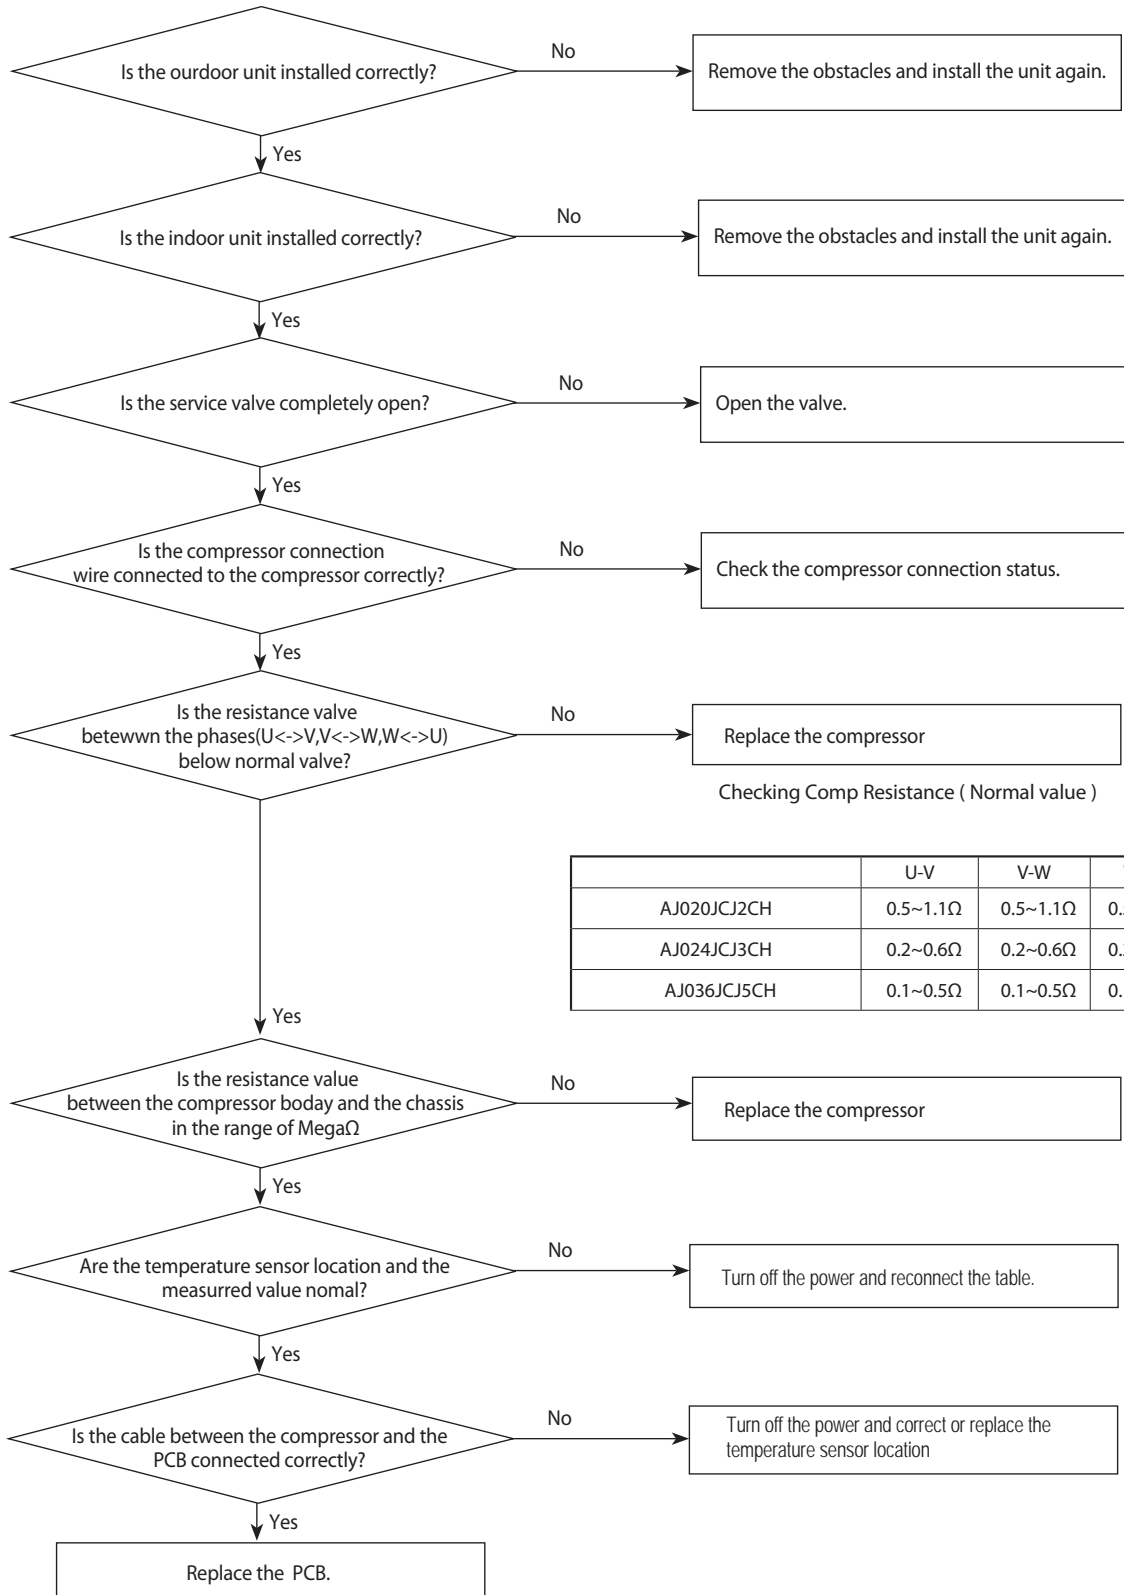 Is the ourdoor unit installed correctly?
No
Remove the obstacles and install the unit again.
Yes
Is the indoor unit installed correctly?
No
Remove the obstacles and install the unit again.
Yes
Is the service valve completely open?
No
Open the valve.
Yes
Is the compressor connection
wire connected to the compressor correctly?
No
Check the compressor connection status.
Yes
Is the resistance valve
betewwn the phases(U<->V,V<->W,W<->U)
below normal valve?
No
Replace the compressor
Checking Comp Resistance ( Normal value )
U-V V-W
AJ020JCJ2CH 0.5~1.1Ω 0.5~1.1Ω
AJ024JCJ3CH 0.2~0.6Ω 0.2~0.6Ω
AJ036JCJ5CH 0.1~0.5Ω 0.1~0.5Ω
Yes
Is the resistance value
between the compressor boday and the chassis
in the range of MegaΩ
No
Replace the compressor
Yes
Are the temperature sensor location and the
measurred value nomal?
No
Turn off the power and reconnect the table.
Yes
Is the cable between the compressor and the
PCB connected correctly?
No
Turn off the power and correct or replace the
temperature sensor location
Yes
Replace the PCB.